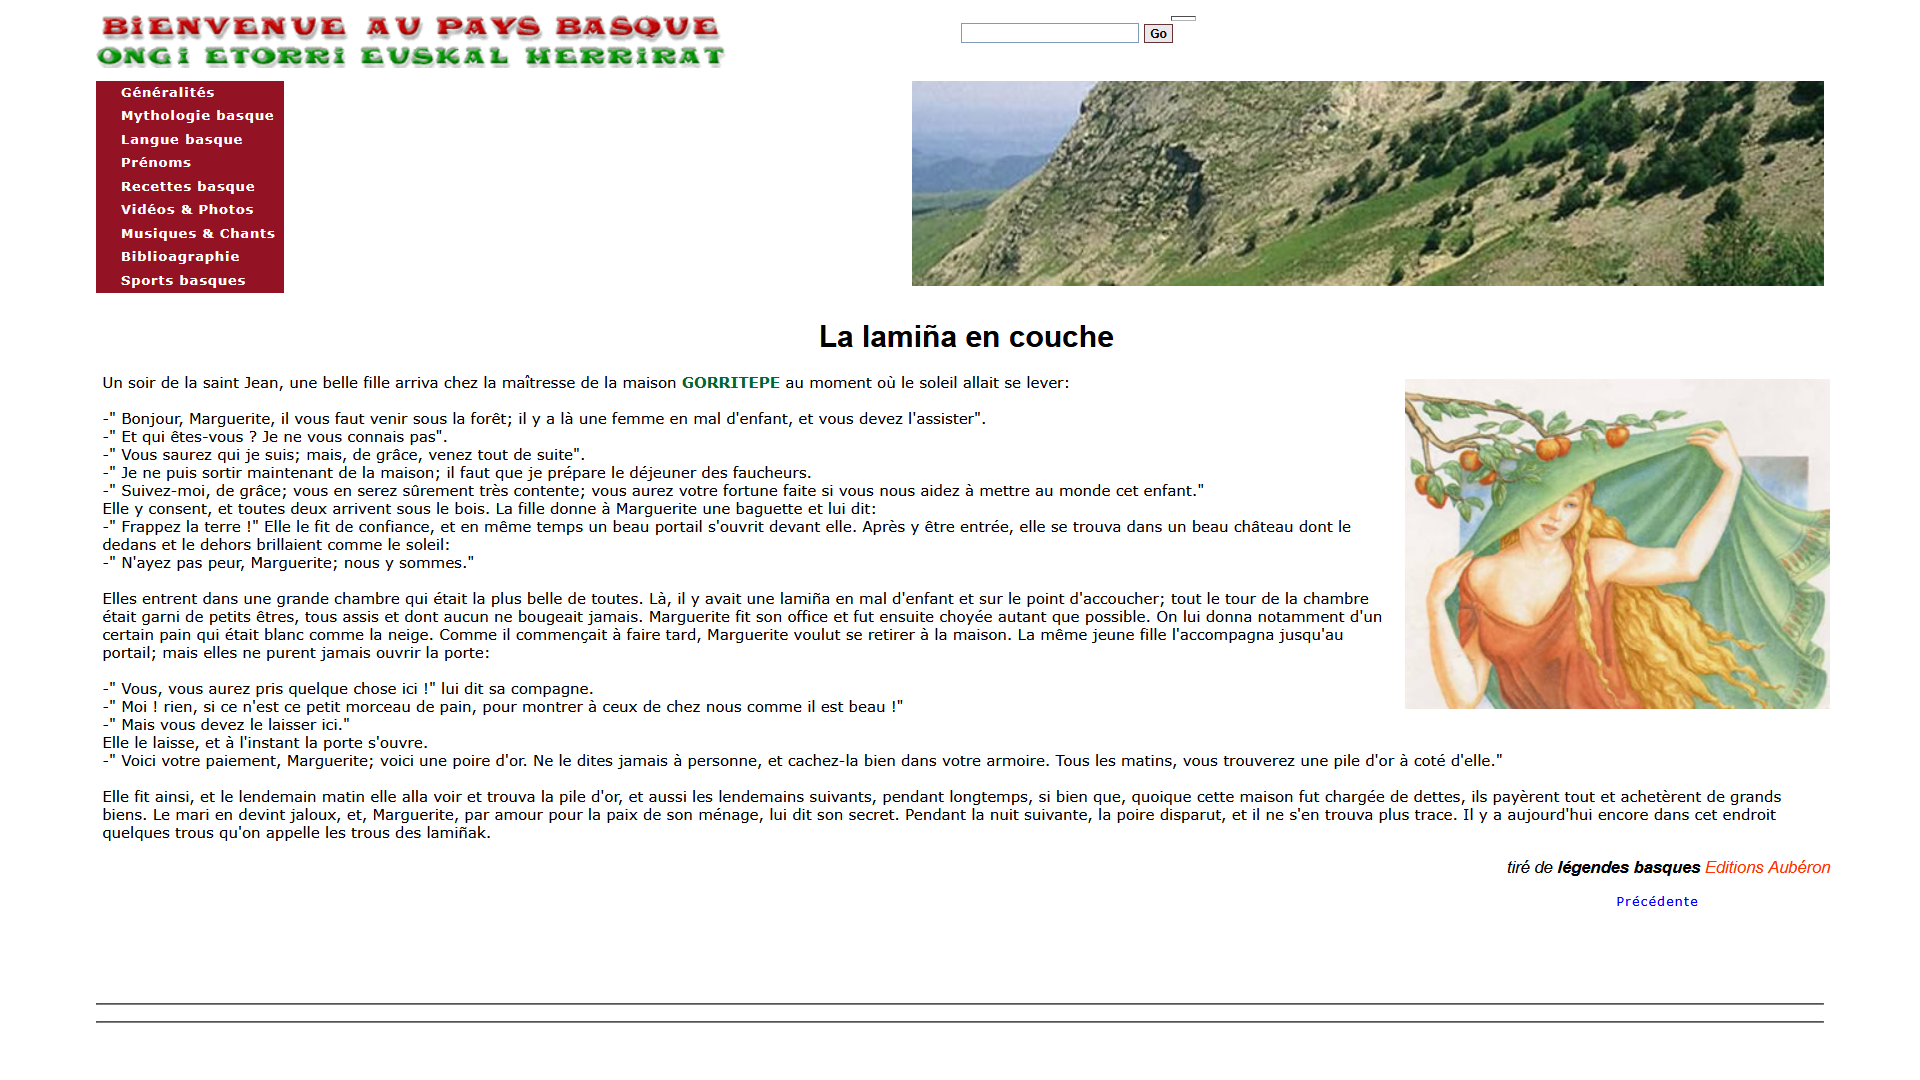 BIENVENUE AU PAYS BASQUE
ONGI ETORRI EUSKAL HERRIRAT
Go
Généralités
Mythologie basque
Langue basque
Prénoms
Recettes basque
Vidéos & Photos
Musiques & Chants
Biblioagraphie
Sports basques
La lamiña en couche
Un soir de la saint Jean, une belle fille arriva chez la maîtresse de la maison GORRITEPE au moment où le soleil allait se lever:
-" Bonjour, Marguerite, il vous faut venir sous la forêt; il y a là une femme en mal d'enfant, et vous devez l'assister".
-" Et qui êtes-vous ? Je ne vous connais pas".
-" Vous saurez qui je suis; mais, de grâce, venez tout de suite".
-" Je ne puis sortir maintenant de la maison; il faut que je prépare le déjeuner des faucheurs.
-" Suivez-moi, de grâce; vous en serez sûrement très contente; vous aurez votre fortune faite si vous nous aidez à mettre au monde cet enfant."
Elle y consent, et toutes deux arrivent sous le bois. La fille donne à Marguerite une baguette et lui dit:
-" Frappez la terre !" Elle le fit de confiance, et en même temps un beau portail s'ouvrit devant elle. Après y être entrée, elle se trouva dans un beau château dont le
dedans et le dehors brillaient comme le soleil:
-" N'ayez pas peur, Marguerite; nous y sommes."
Elles entrent dans une grande chambre qui était la plus belle de toutes. Là, il y avait une lamiña en mal d'enfant et sur le point d'accoucher; tout le tour de la chambre
était garni de petits êtres, tous assis et dont aucun ne bougeait jamais. Marguerite fit son office et fut ensuite choyée autant que possible. On lui donna notamment d'un
certain pain qui était blanc comme la neige. Comme il commençait à faire tard, Marguerite voulut se retirer à la maison. La même jeune fille l'accompagna jusqu'au
portail; mais elles ne purent jamais ouvrir la porte:
-" Vous, vous aurez pris quelque chose ici !" lui dit sa compagne.
-" Moi ! rien, si ce n'est ce petit morceau de pain, pour montrer à ceux de chez nous comme il est beau !"
-" Mais vous devez le laisser ici."
Elle le laisse, et à l'instant la porte s'ouvre.
-" Voici votre paiement, Marguerite; voici une poire d'or. Ne le dites jamais à personne, et cachez-la bien dans votre armoire. Tous les matins, vous trouverez une pile d'or à coté d'elle."
Elle fit ainsi, et le lendemain matin elle alla voir et trouva la pile d'or, et aussi les lendemains suivants, pendant longtemps, si bien que, quoique cette maison fut chargée de dettes, ils payèrent tout et achetèrent de grands
biens. Le mari en devint jaloux, et, Marguerite, par amour pour la paix de son ménage, lui dit son secret. Pendant la nuit suivante, la poire disparut, et il ne s'en trouva plus trace. Il y a aujourd'hui encore dans cet endroit
quelques trous qu'on appelle les trous des lamiñak.
tiré de légendes basques Editions Aubéron
Précédente